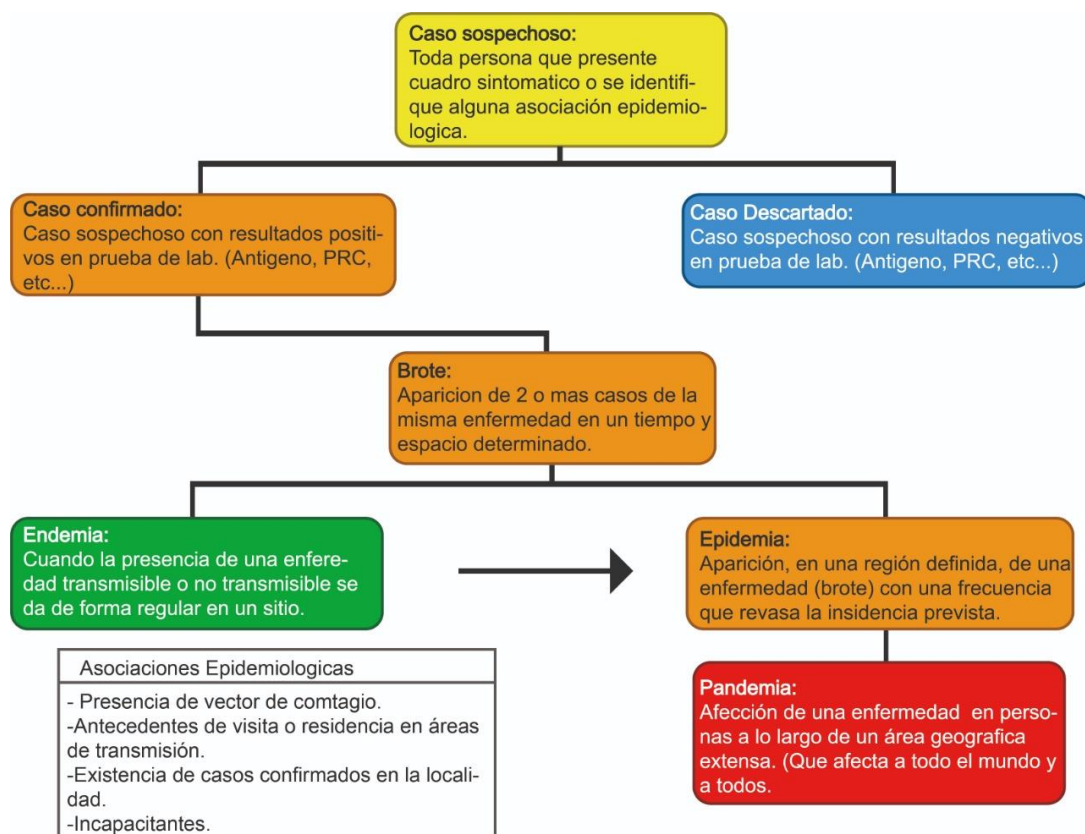 Caso sospechoso:
Toda persona que presente
cuadro sintomatico o se identifi-
que alguna asociación epidemio-
logica.
Caso confirmado:
Caso sospechoso con resultados positi-
vos en prueba de lab. (Antigeno, PRC,
etc...)
Caso Descartado:
Caso sospechoso con resultados negativos
en prueba de lab. (Antigeno, PRC, etc...)
Brote:
Aparicion de 2 o mas casos de la
misma enfermedad en un tiempo y
espacio determinado.
Endemia:
Cuando la presencia de una enfere-
dad transmisible o no transmisible se
da de forma regular en un sitio.
Epidemia:
Aparición, en una región definida, de una
enfermedad (brote) con una frecuencia
que revasa la insidencia prevista.
Asociaciones Epidemiologicas
- Presencia de vector de comtagio.
-Antecedentes de visita o residencia en áreas
de transmisión.
-Existencia de casos confirmados en la locali-
dad.
-Incapacitantes.
Pandemia:
Afección de una enfermedad en perso-
nas a lo largo de un área geografica
extensa. (Que afecta a todo el mundo y
a todos.